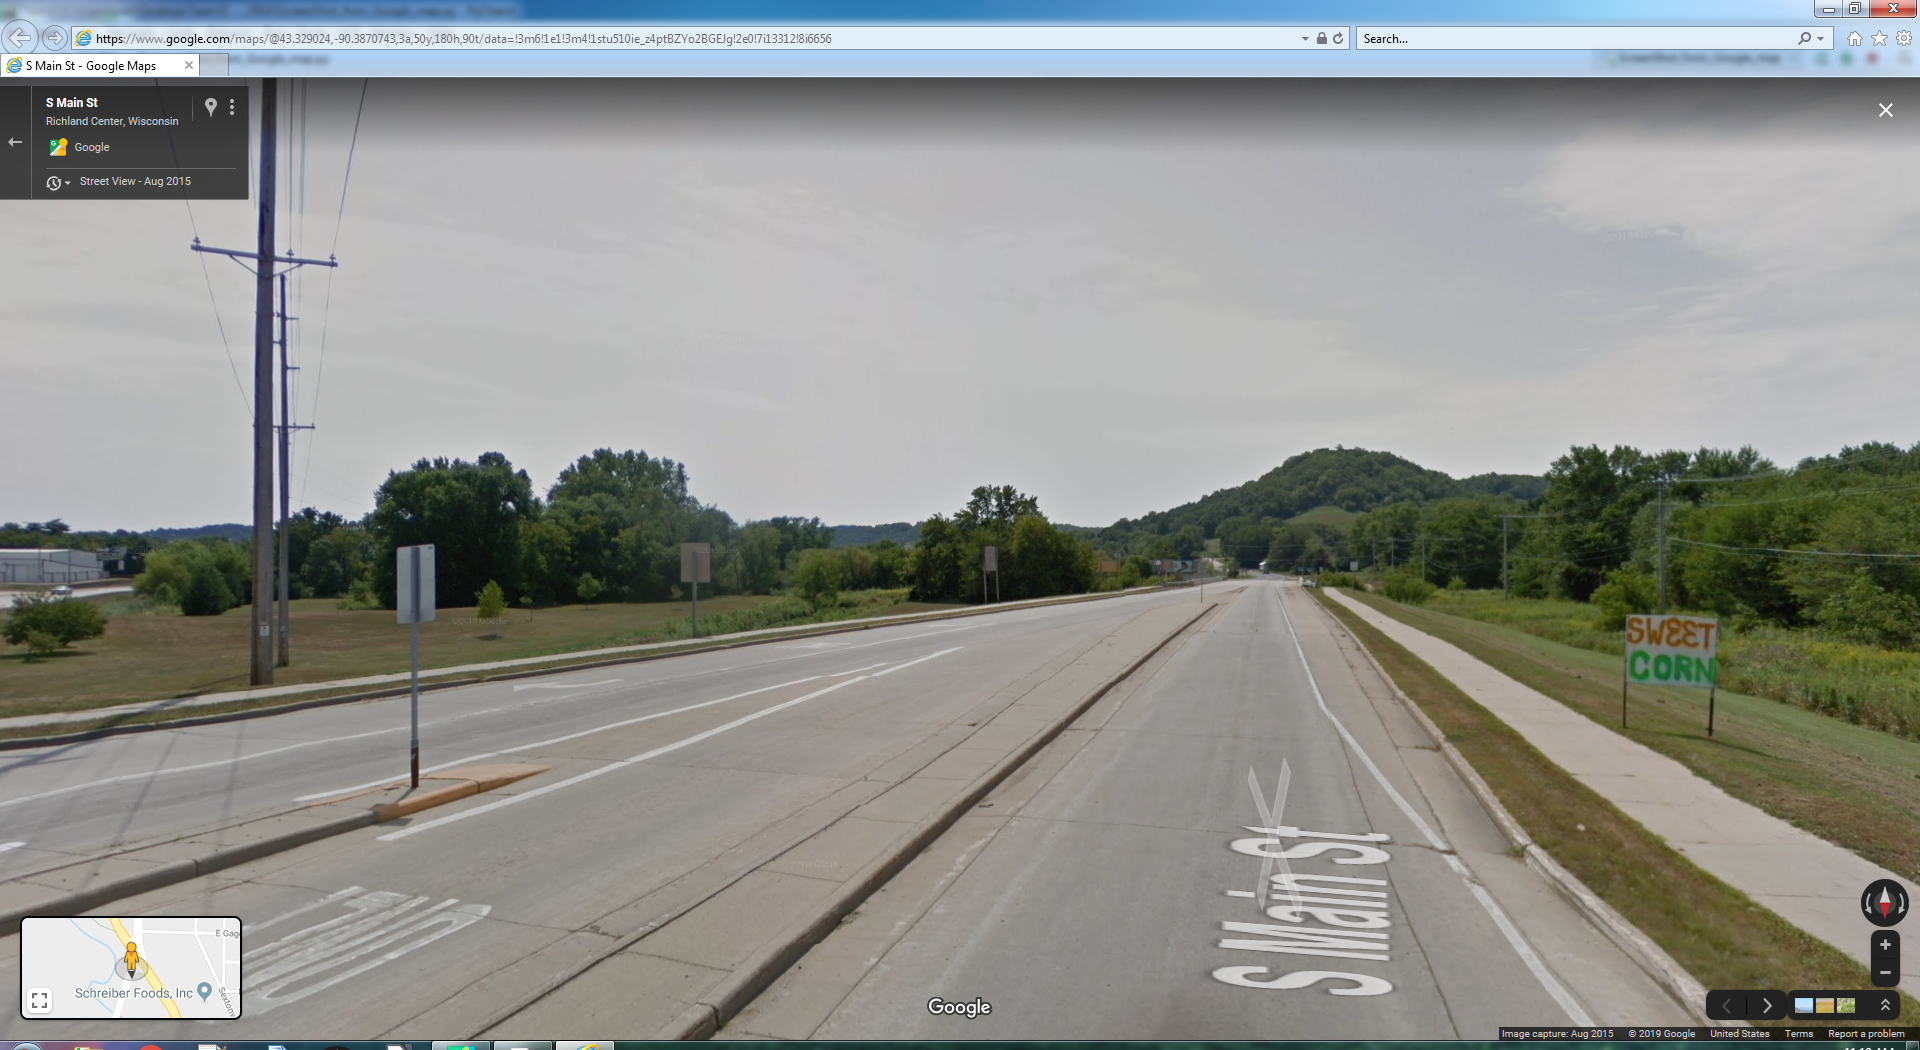 https://www.google.com/maps/@43.329024,-90.3870743,3a,50y,180h,90t/data=!3m6!1e1!3m4!1stu510ie_z4ptBZYo2BGEJg!2e0!7i13312!8i6656
Search...
S Main St - Google Maps
S Main St
Richland Center, Wisconsin
Google
Street View - Aug 2015
SWEET
CORN
S Main St
E Gag
Schreiber Foods, Inc
Sextony
Google
Image capture: Aug 2015 © 2019 Google United States Terms Report a problem